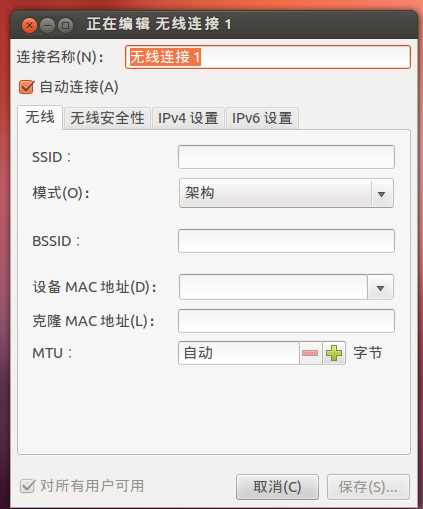 正在编辑 无线连接 1
连接名称(N)： 无线连接 1
自动连接(A)
无线 无线安全性 IPv4 设置 IPv6 设置
SSID：
模式(O)： 架构
BSSID：
设备 MAC 地址(D)：
克隆 MAC 地址(L)：
MTU： 自动 字节
对所有用户可用 取消(C) 保存(S)...